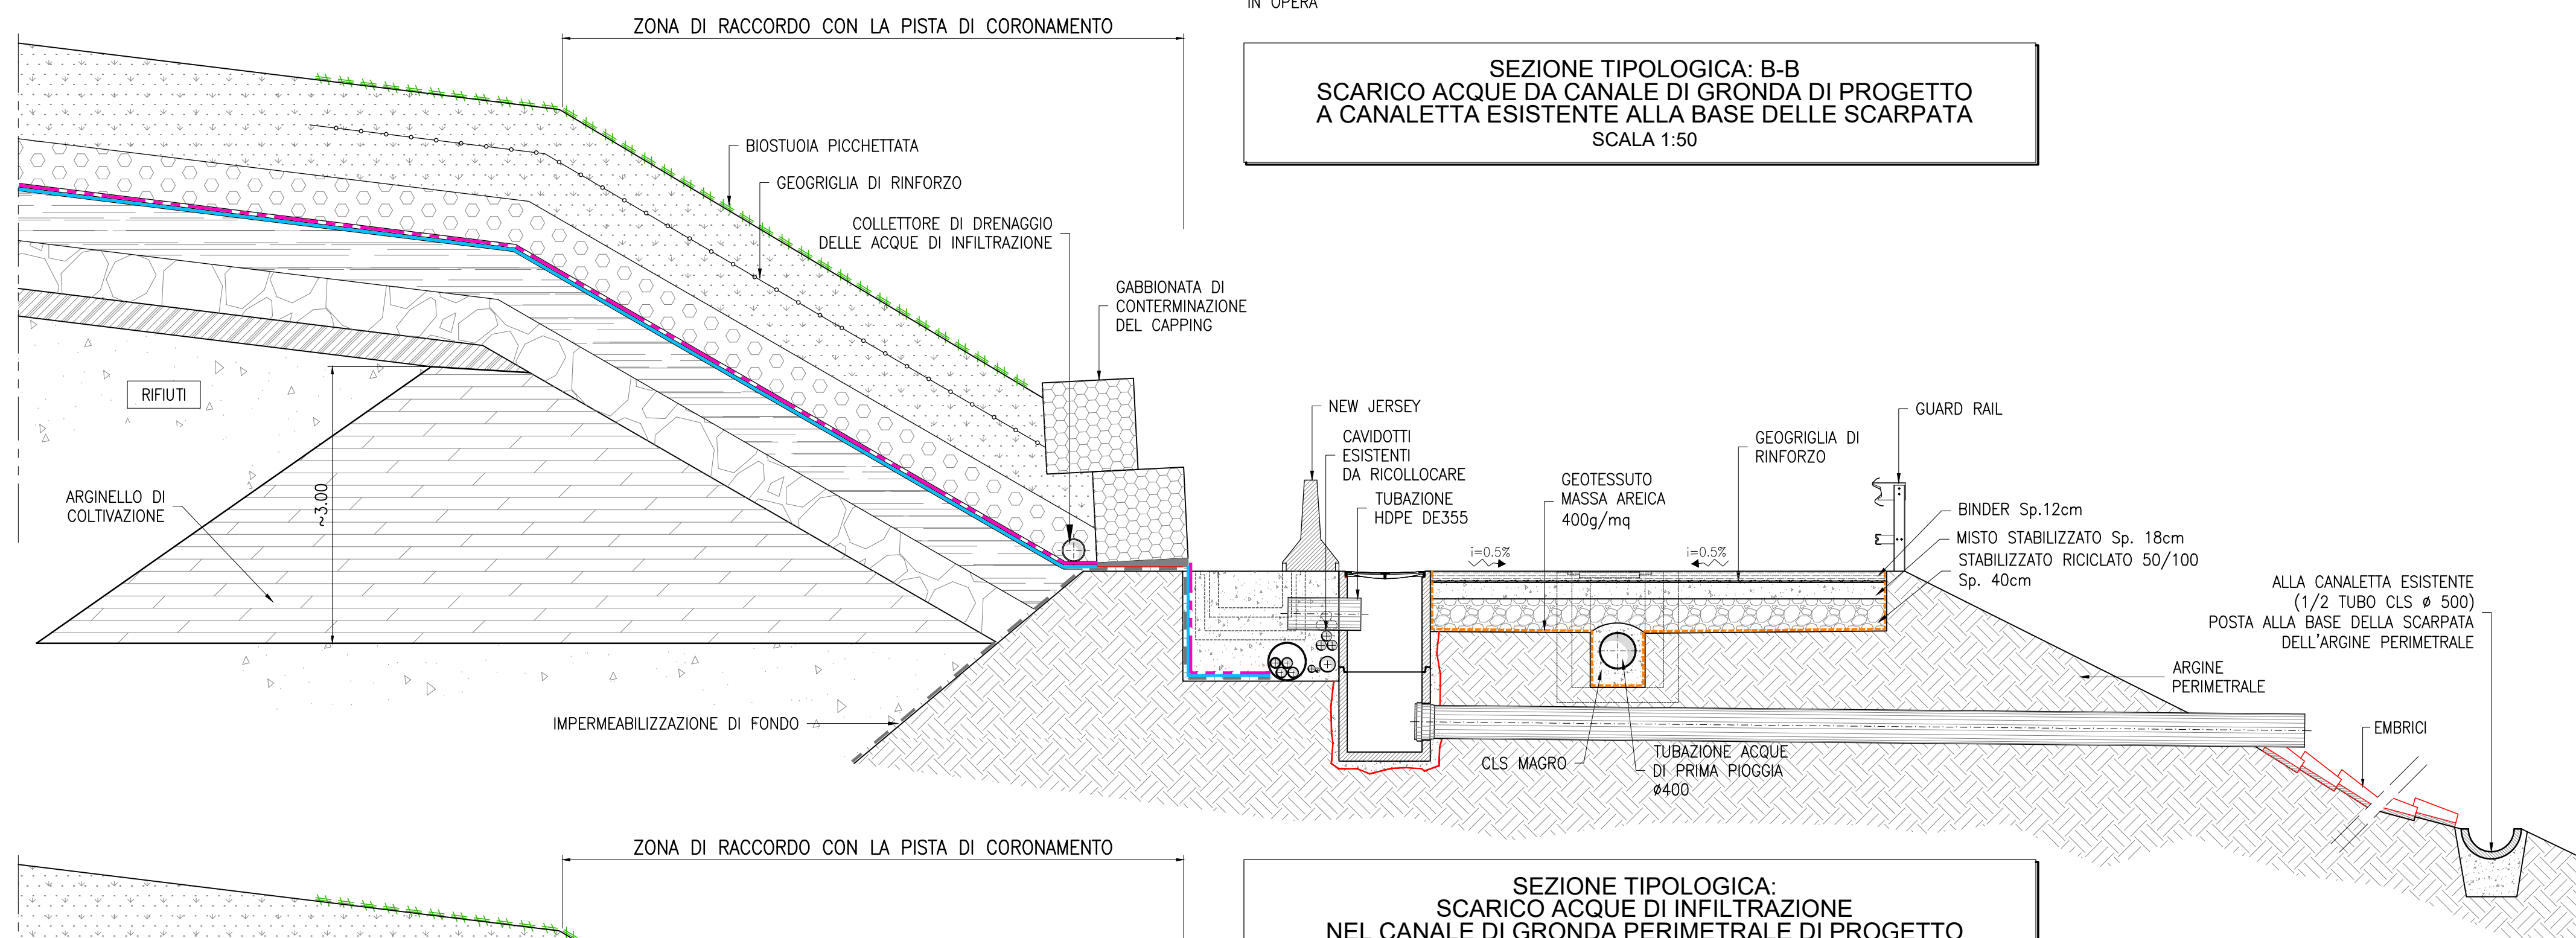 IN OPERA
ZONA DI RACCORDO CON LA PISTA DI CORONAMENTO
SEZIONE TIPOLOGICA: B-B
SCARICO ACQUE DA CANALE DI GRONDA DI PROGETTO
A CANALETTA ESISTENTE ALLA BASE DELLE SCARPATA
SCALA 1:50
BIOSTUOIA PICCHETTATA
GEOGRIGLIA DI RINFORZO
COLLETTORE DI DRENAGGIO
DELLE ACQUE DI INFILTRAZIONE
GABBIONATA DI
CONTERMINAZIONE
DEL CAPPING
RIFIUTI
ARGINELLO DI
COLTIVAZIONE
~3.00
IMPERMEABILIZZAZIONE DI FONDO
NEW JERSEY
CAVIDOTTI
ESISTENTI
DA RICOLLOCARE
TUBAZIONE
HDPE DE355
GEOTESSUTO
MASSA AREICA
400g/mq
GEOGRIGLIA DI
RINFORZO
GUARD RAIL
i=0.5%
i=0.5%
BINDER Sp.12cm
MISTO STABILIZZATO Sp. 18cm
STABILIZZATO RICICLATO 50/100
Sp. 40cm
ALLA CANALETTA ESISTENTE
(1/2 TUBO CLS ø 500)
POSTA ALLA BASE DELLA SCARPATA
DELL'ARGINE PERIMETRALE
ARGINE
PERIMETRALE
EMBRICI
CLS MAGRO
TUBAZIONE ACQUE
DI PRIMA PIOGGIA
ø400
ZONA DI RACCORDO CON LA PISTA DI CORONAMENTO
SEZIONE TIPOLOGICA:
SCARICO ACQUE DI INFILTRAZIONE
NEL CANALE DI GRONDA PERIMETRALE DI PROGETTO